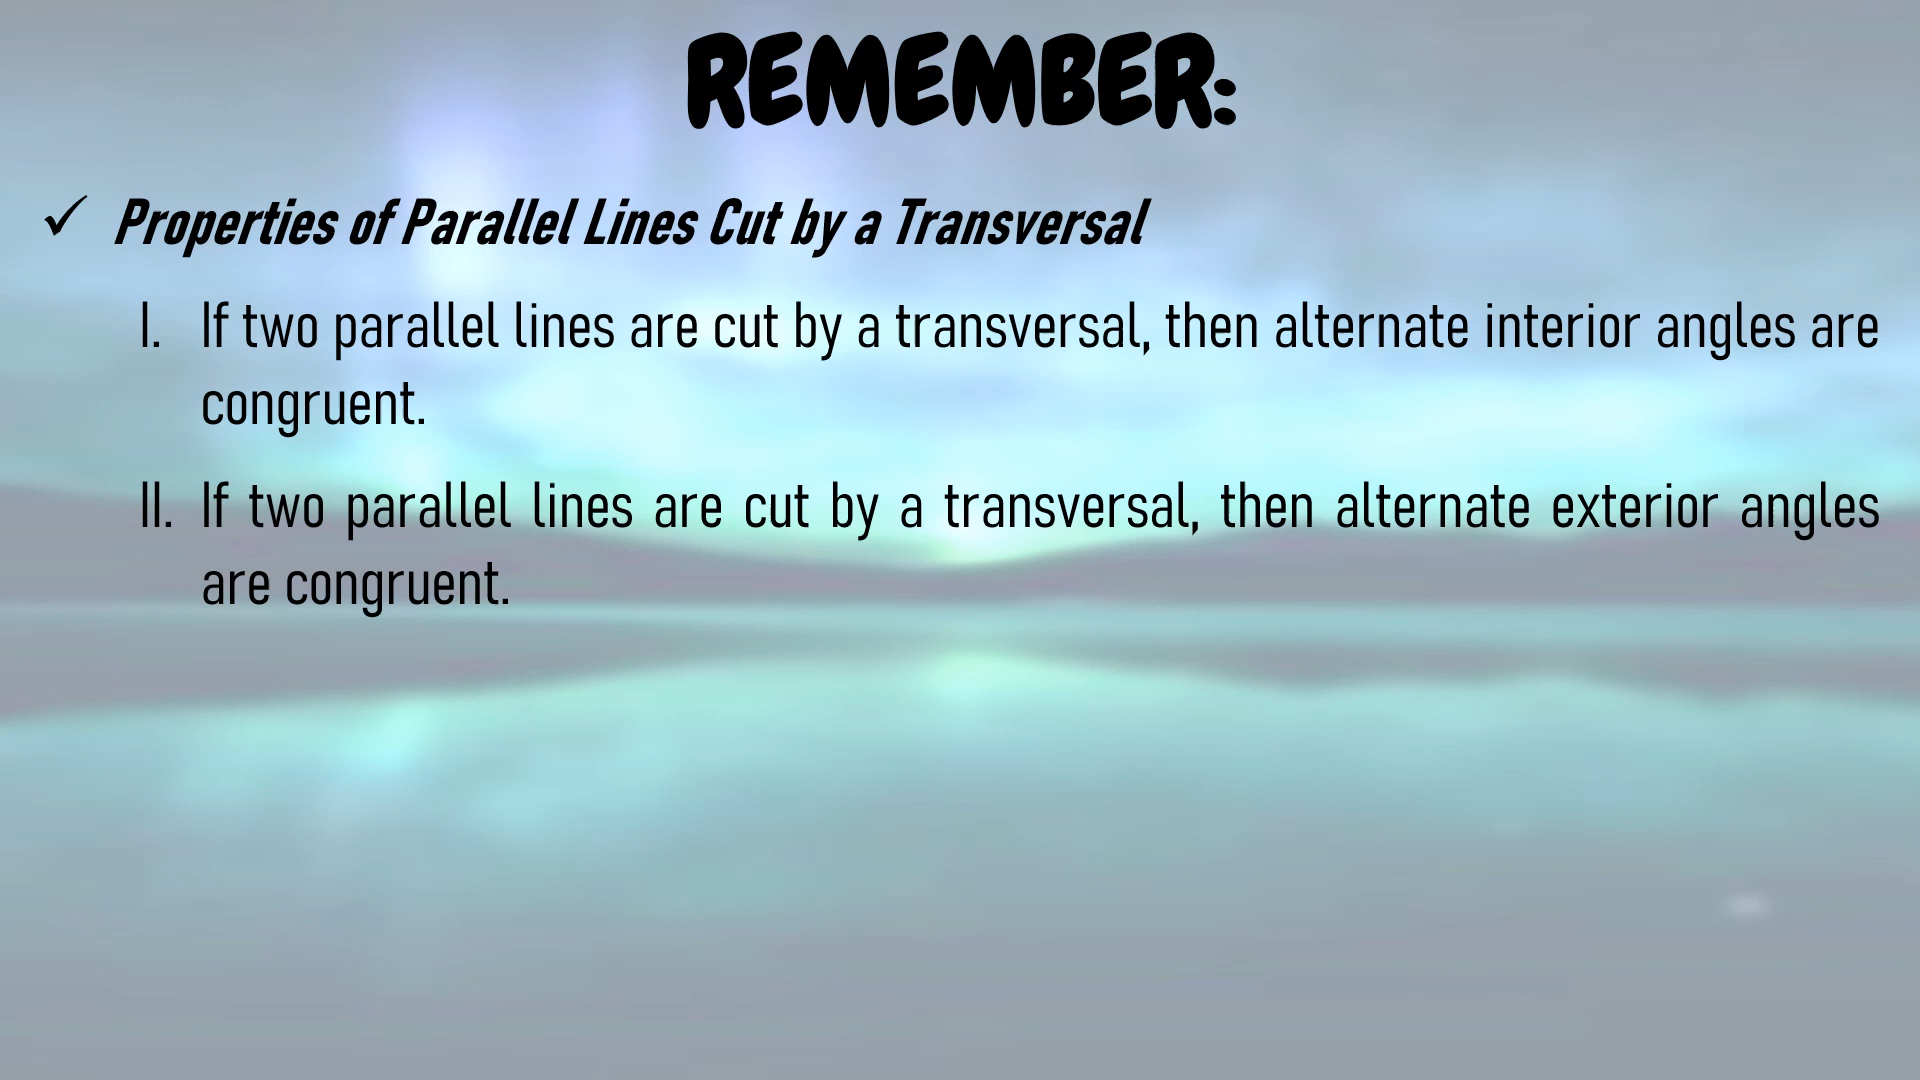 REMEMBER:
✓ Properties of Parallel Lines Cut by a Transversal
I. If two parallel lines are cut by a transversal, then alternate interior angles are
congruent.
II. If two parallel lines are cut by a transversal, then alternate exterior angles
are congruent.